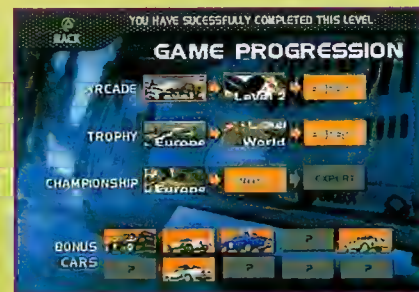 YOU HAVE SUCESSFULLY COMPLETED THIS LEVEL
BACK
GAME PROGRESSION
ARCADE
Level 2
TROPHY
Europe
World
CHAMPIONSHIP
Europe
EXPERT
BONUS
CARS
?
? ? ? ?